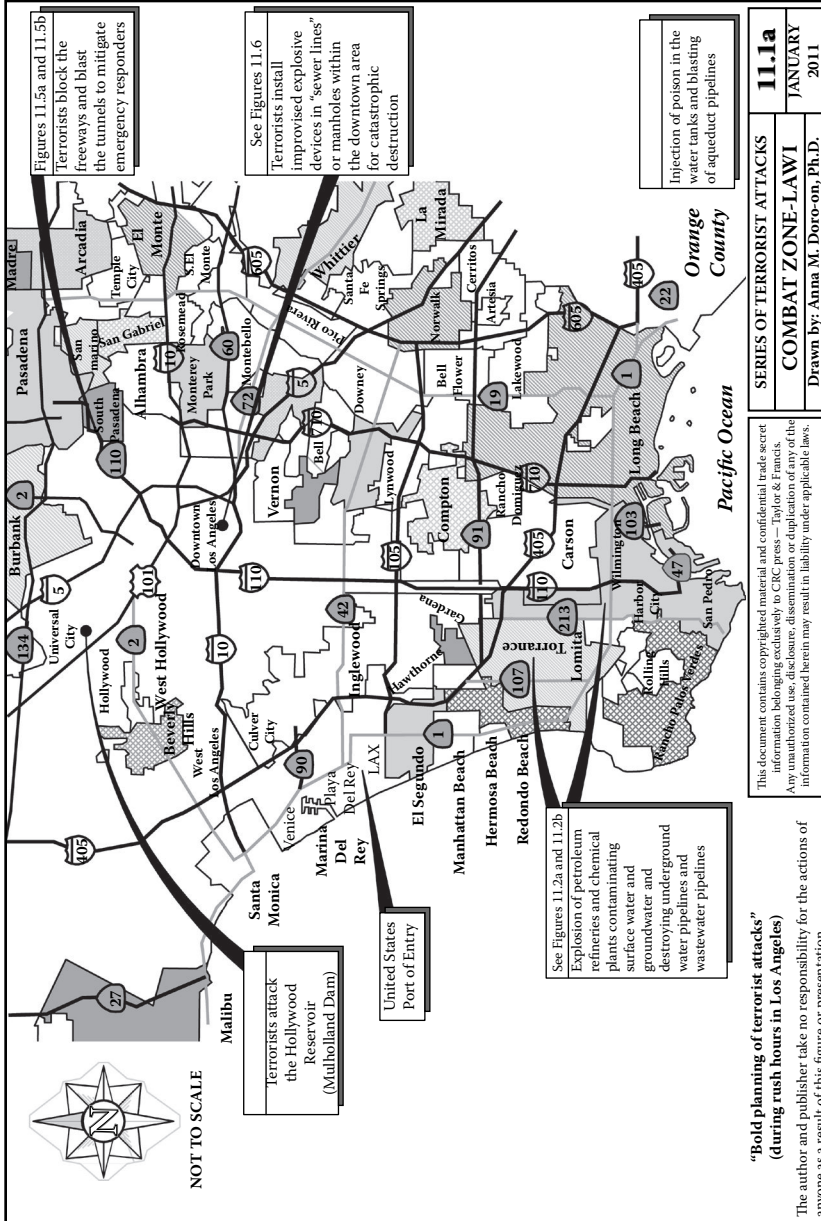 N
NOT TO SCALE
Terrorists attack
the Hollywood
Reservoir
(Mulholland Dam)
United States
Port of Entry
See Figures 11.2a and 11.2b
Explosion of petroleum
refineries and chemical
plants contaminating
surface water and
groundwater and
destroying underground
water pipelines and
wastewater pipelines
27
Malibu
405
Santa
Monica
Venice
Marina
Del
Rey
Playa
Del Rey
LAX
90
El Segundo
1
Manhattan Beach
Hermosa Beach
Redondo Beach
134
Universal
City
5
Burbank
2
Hollywood
2
101
West Hollywood
Beverly
Hills
West
Los Angeles
10
Culver
City
Inglewood
42
Hawthorne
Gardena
107
Torrance
213
Lomita
Rolling
Hills
Rancho Palos Verdes
Harbor
City
San Pedro
Wilmington
47
103
110
Downtown
Los Angeles
110
105
Compton
91
Rancho
Domiguz
405
710
Carson
110
Pasadena
Madre
South
Pasadena
San
marino
San Gabriel
Arcadia
Temple
City
El
Monte
S.El
Monte
Alhambra
10
Rosemead
Monterey
Park
60
Montebello
72
605
Vernon
5
Bell
710
Pico Rivera
Whittier
Downey
Lynwood
Santa
Fe
Springs
La
Mirada
Norwalk
Bell
Flower
Cerritos
Artesia
19
Lakewood
605
Long Beach
1
405
22
Orange
County
Pacific Ocean
Figures 11.5a and 11.5b
Terrorists block the
freeways and blast
the tunnels to mitigate
emergency responders
See Figures 11.6
Terrorists install
improvised explosive
devices in “sewer lines”
or manholes within
the downtown area
for catastrophic
destruction
Injection of poison in the
water tanks and blasting
of aqueduct pipelines
“Bold planning of terrorist attacks”
(during rush hours in Los Angeles)
The author and publisher take no responsibility for the actions of
anyone as a result of this figure or presentation
This document contains copyrighted material and confidential trade secret
information belonging exclusively to CRC press — Taylor & Francis.
Any unauthorized use, disclosure, dissemination or duplication of any of the
information contained herein may result in liability under applicable laws.
SERIES OF TERRORIST ATTACKS
COMBAT ZONE-LAWI
Drawn by: Anna M. Doro-on, Ph.D.
11.1a
JANUARY
2011